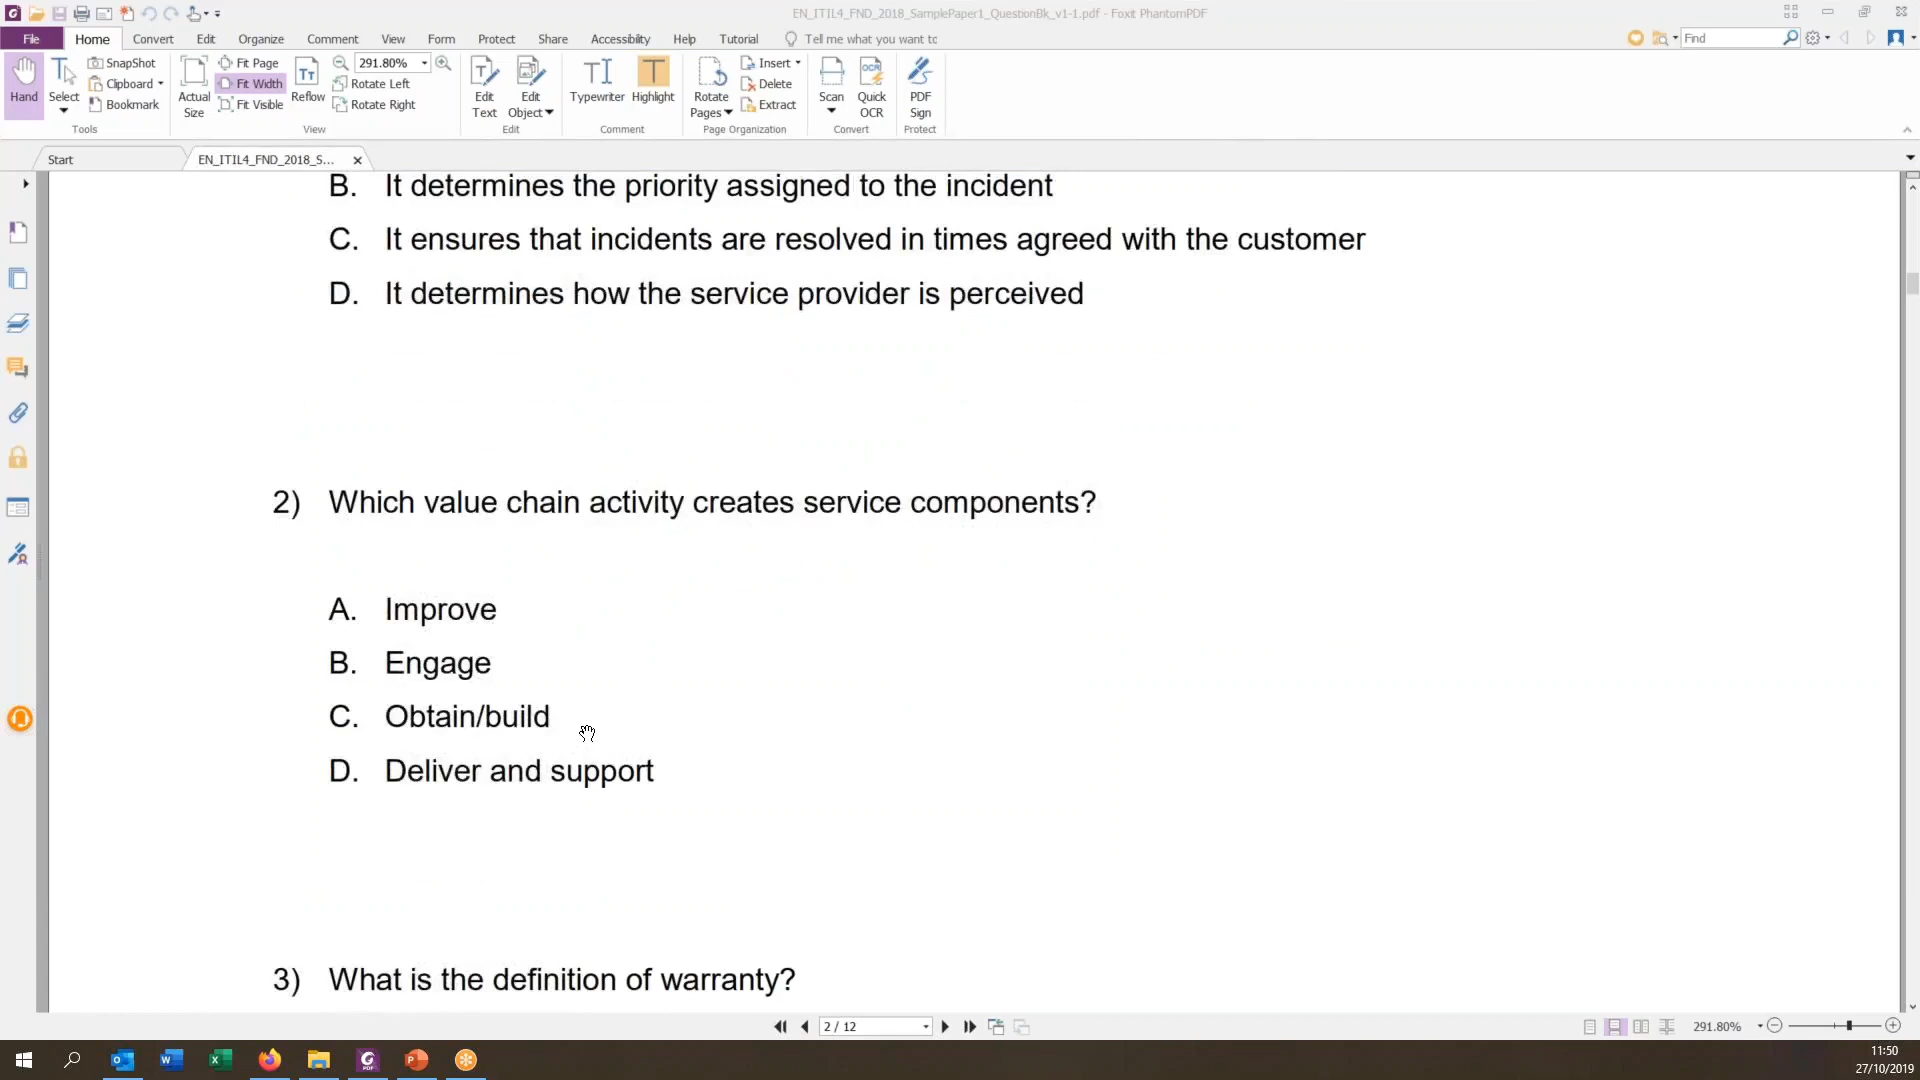 EN_ITIL4_FND_2018_SamplePaper1_QuestionBk_v1-1.pdf - Foxit PhantomPDF
File Home Convert Edit Organize Comment View Form Protect Share Accessibility Help Tutorial Tell me what you want to Find
Hand
Select
SnapShot
Clipboard
Bookmark
Tools
Actual Size
Fit Page
Fit Width
Fit Visible
Reflow
291.80%
Rotate Left
Rotate Right
View
Edit Text
Edit Object
Edit
Typewriter
Highlight
Comment
Rotate Pages
Insert
Delete
Extract
Page Organization
Scan
Quick OCR
Convert
PDF Sign
Protect
Start
EN_ITIL4_FND_2018_S...
B. It determines the priority assigned to the incident
C. It ensures that incidents are resolved in times agreed with the customer
D. It determines how the service provider is perceived
2) Which value chain activity creates service components?
A. Improve
B. Engage
C. Obtain/build
D. Deliver and support
3) What is the definition of warranty?
2 / 12
291.80%
11:50
27/10/2019